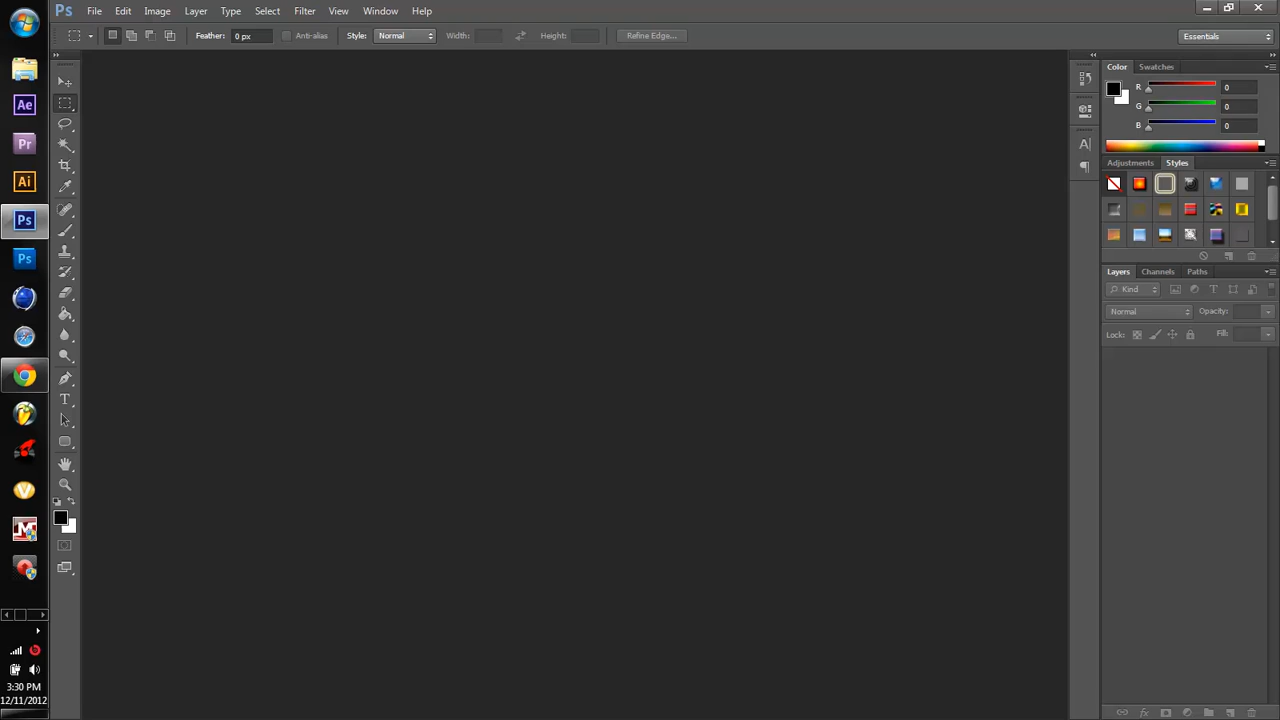 Ps File Edit Image Layer Type Select Filter View Window Help
Feather: 0 px Anti-alias Style: Normal Width: Height: Refine Edge... Essentials
Color Swatches
R 0
G 0
B 0
Adjustments Styles
Layers Channels Paths
Kind
Normal Opacity:
Lock: Fill:
Ae
Pr
Ai
Ps
Ps
3:30 PM
12/11/2012